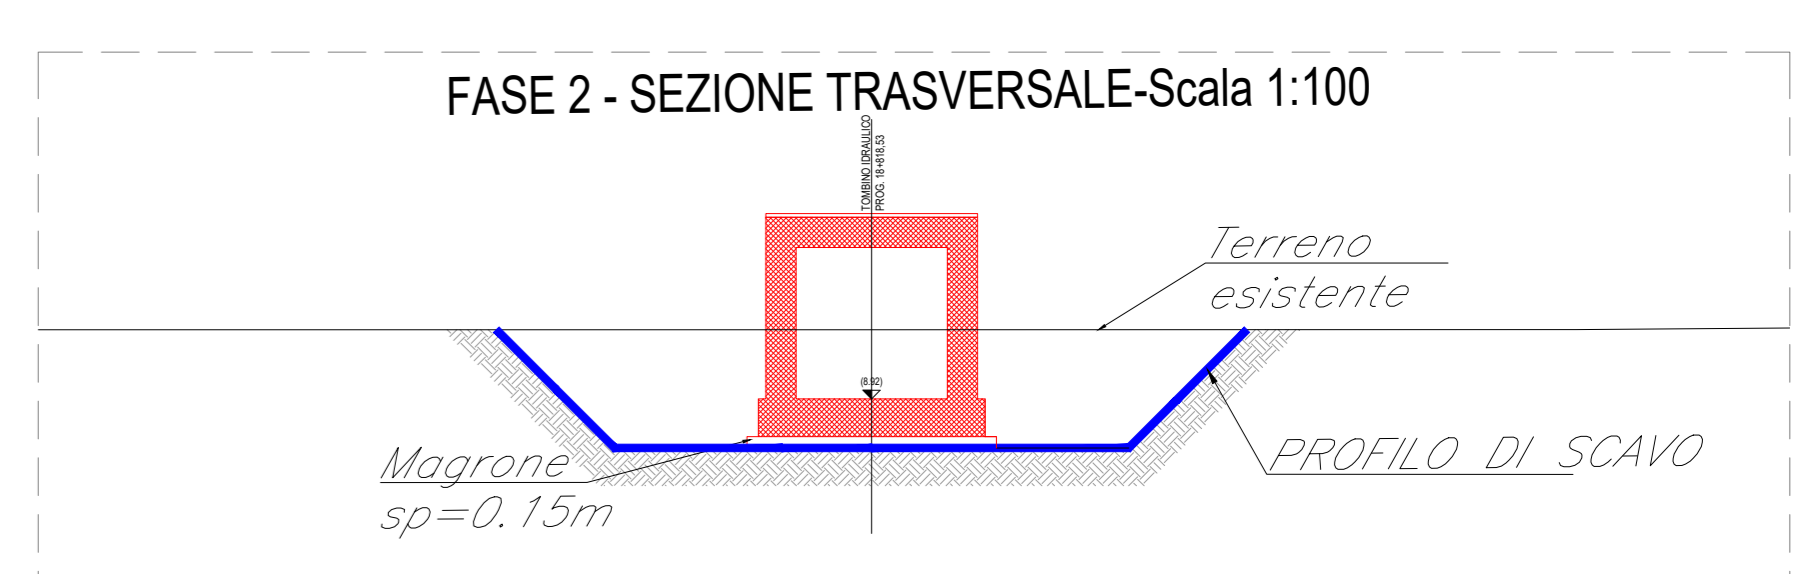 FASE 2 - SEZIONE TRASVERSALE-Scala 1:100
TOMBINO IDRAULICO
PROG. 18+818,53
Terreno
esistente
(8.92)
Magrone
sp=0.15m
PROFILO DI SCAVO